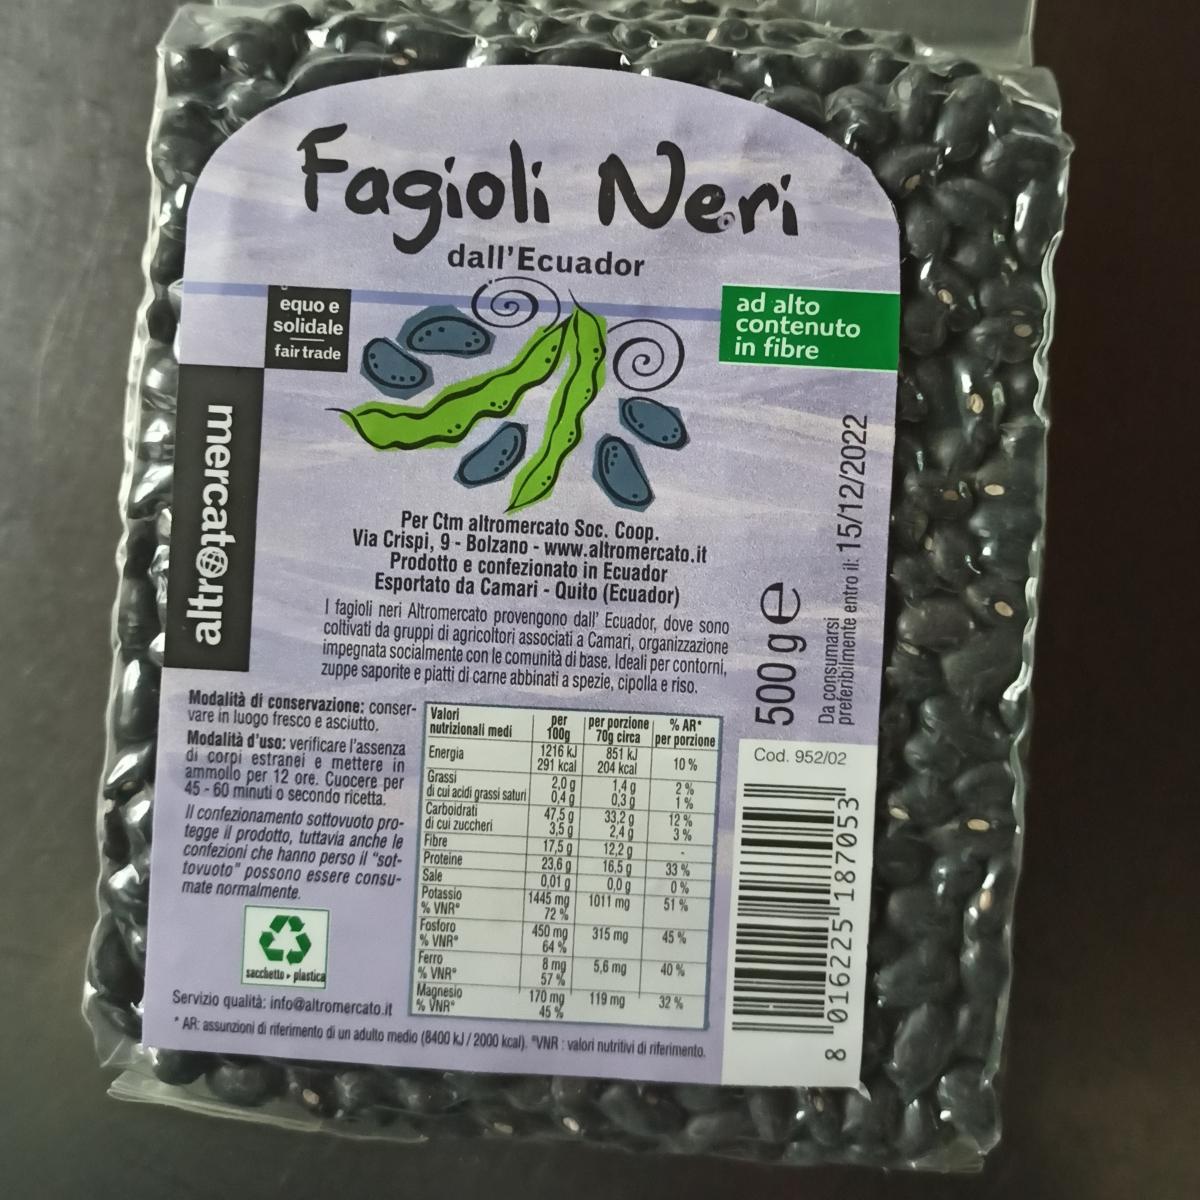 Fagioli Neri
dall'Ecuador
equo e
solidale
fair trade
ad alto
contenuto
in fibre
altromercato
Per Ctm altromercato Soc. Coop.
Via Crispi, 9 - Bolzano - www.altromercato.it
Prodotto e confezionato in Ecuador
Esportato da Camari - Quito (Ecuador)
I fagioli neri Altromercato provengono dall' Ecuador, dove sono
coltivati da gruppi di agricoltori associati a Camari, organizzazione
impegnata socialmente con le comunità di base. Ideali per contorni,
zuppe saporite e piatti di carne abbinati a spezie, cipolla e riso.
500 g e
Da consumarsi
preferibilmente entro il: 15/12/2022
Modalità di conservazione: conser-
vare in luogo fresco e asciutto.
Modalità d'uso: verificare l'assenza
di corpi estranei e mettere in
ammollo per 12 ore. Cuocere per
45 - 60 minuti o secondo ricetta.
Il confezionamento sottovuoto pro-
tegge il prodotto, tuttavia anche le
confezioni che hanno perso il "sot-
tovuoto" possono essere consu-
mate normalmente.
sacchetto ▸ plastica
Valori per per porzione % AR*
nutrizionali medi 100g 70g circa per porzione
Energia 1216 kJ 851 kJ
291 kcal 204 kcal 10 %
Grassi 2,0 g 1,4 g 2 %
di cui acidi grassi saturi 0,4 g 0,3 g 1 %
Carboidrati 47,5 g 33,2 g 12 %
di cui zuccheri 3,5 g 2,4 g 3 %
Fibre 17,5 g 12,2 g -
Proteine 23,6 g 16,5 g 33 %
Sale 0,01 g 0,0 g 0 %
Potassio 1445 mg 1011 mg 51 %
% VNR° 72 %
Fosforo 450 mg 315 mg 45 %
% VNR° 64 %
Ferro 8 mg 5,6 mg 40 %
% VNR° 57 %
Magnesio 170 mg 119 mg 32 %
% VNR° 45 %
Cod. 952/02
8 016225 187053
Servizio qualità: info@altromercato.it
* AR: assunzioni di riferimento di un adulto medio (8400 kJ / 2000 kcal). °VNR : valori nutritivi di riferimento.